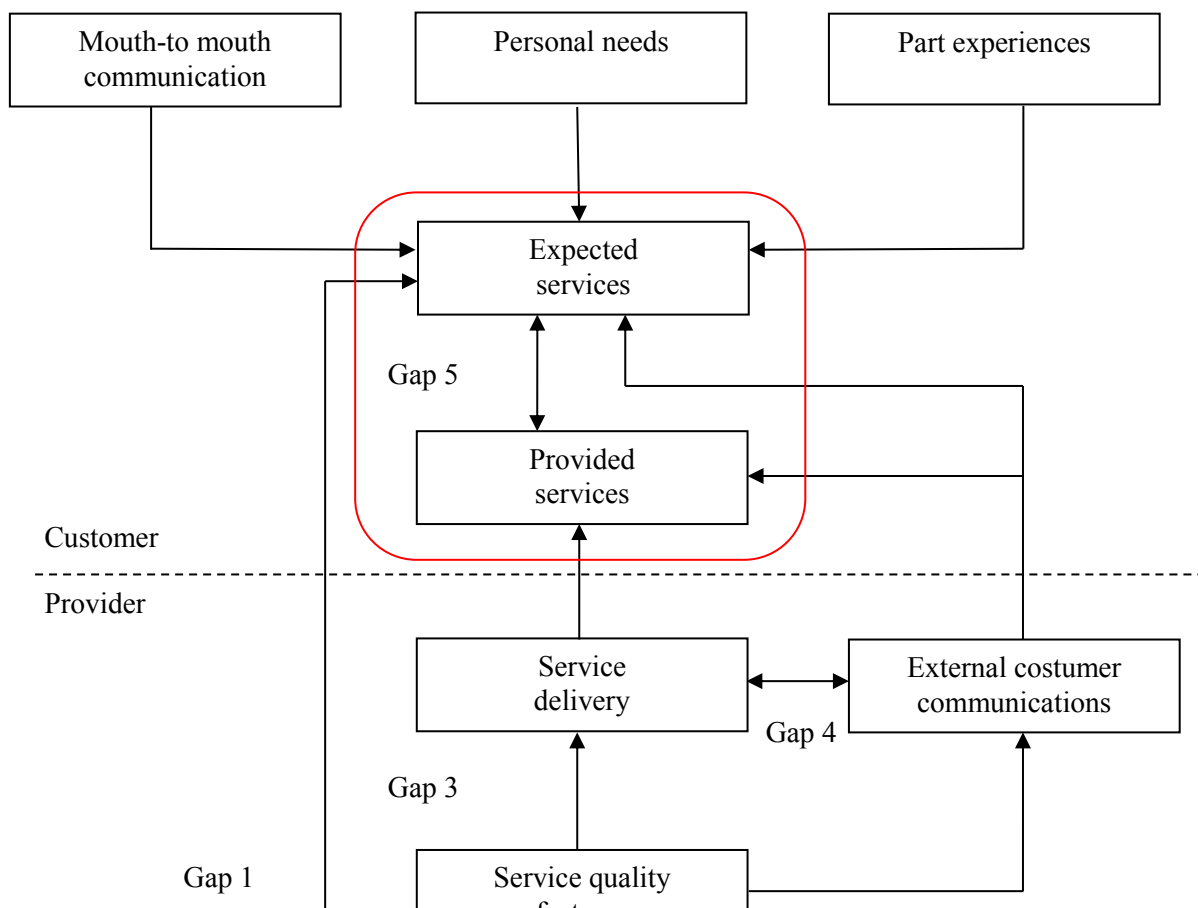 Mouth-to mouth
communication
Personal needs
Part experiences
Expected
services
Gap 5
Provided
services
Customer
Provider
Service
delivery
External costumer
communications
Gap 4
Gap 3
Gap 1
Service quality